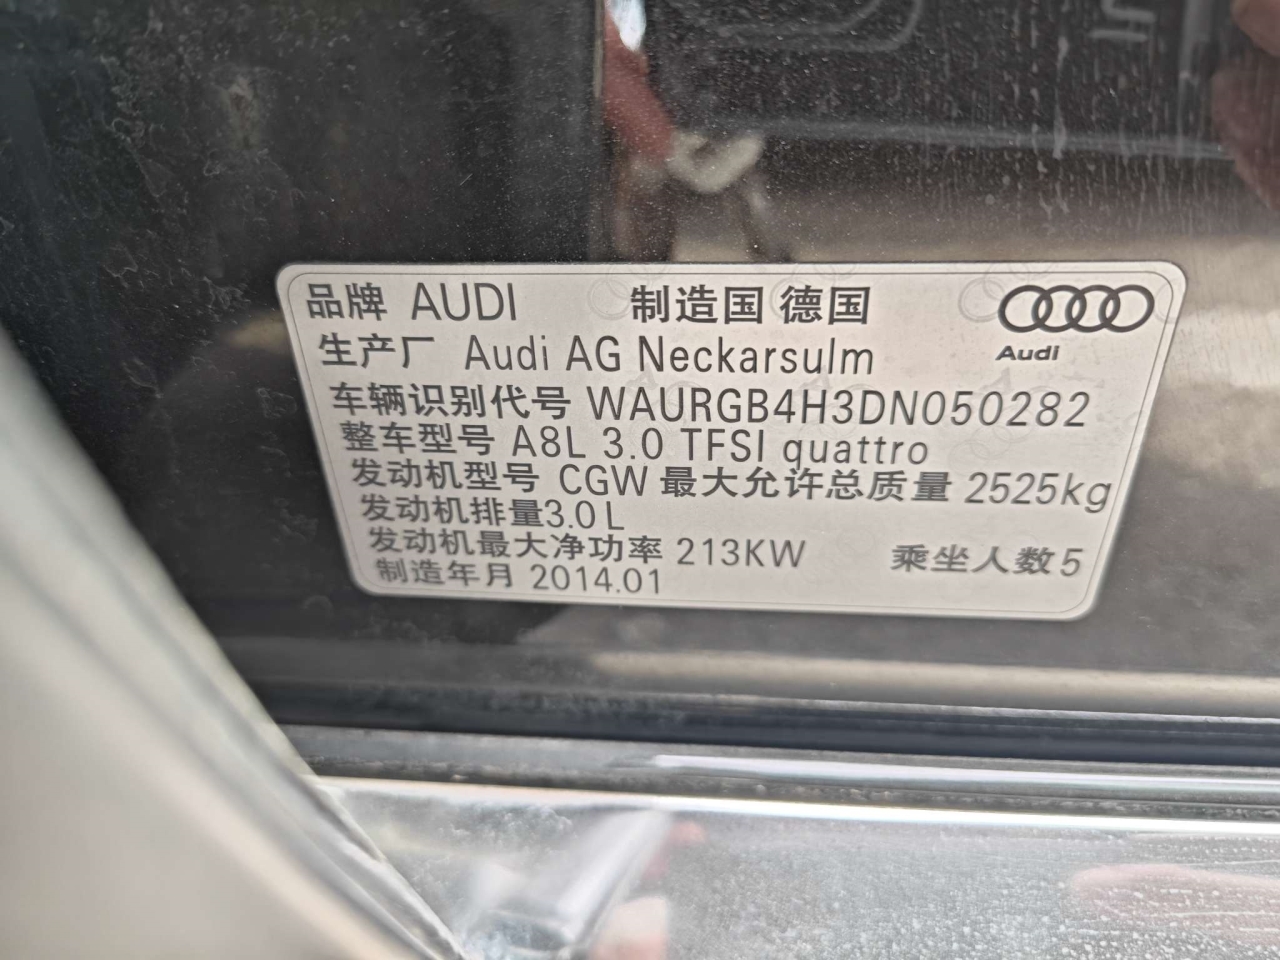 品牌 AUDI 制造国 德国
生产厂 Audi AG Neckarsulm
Audi
车辆识别代号 WAURGB4H3DN050282
整车型号 A8L 3.0 TFSI quattro
发动机型号 CGW 最大允许总质量 2525kg
发动机排量3.0L
发动机最大净功率 213KW 乘坐人数5
制造年月 2014.01